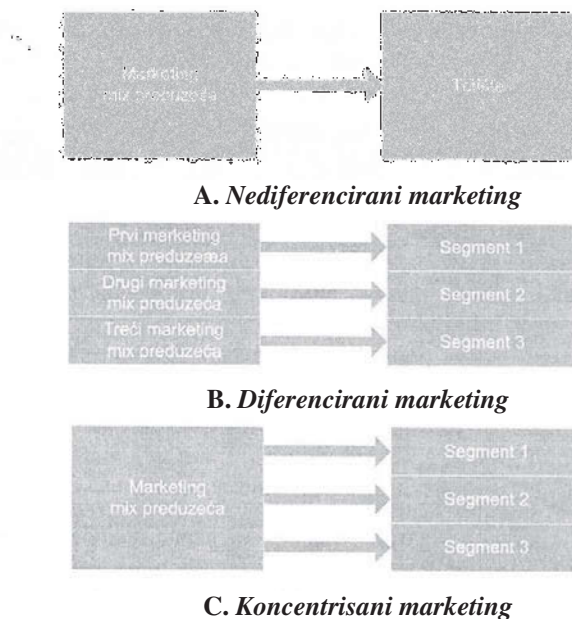 Marketing
mix preduzeća
Tržište
A. Nediferencirani marketing
Prvi marketing
mix preduzeæa
Segment 1
Drugi marketing
mix preduzeća
Segment 2
Treći marketing
mix preduzeća
Segment 3
B. Diferencirani marketing
Marketing
mix preduzeća
Segment 1
Segment 2
Segment 3
C. Koncentrisani marketing